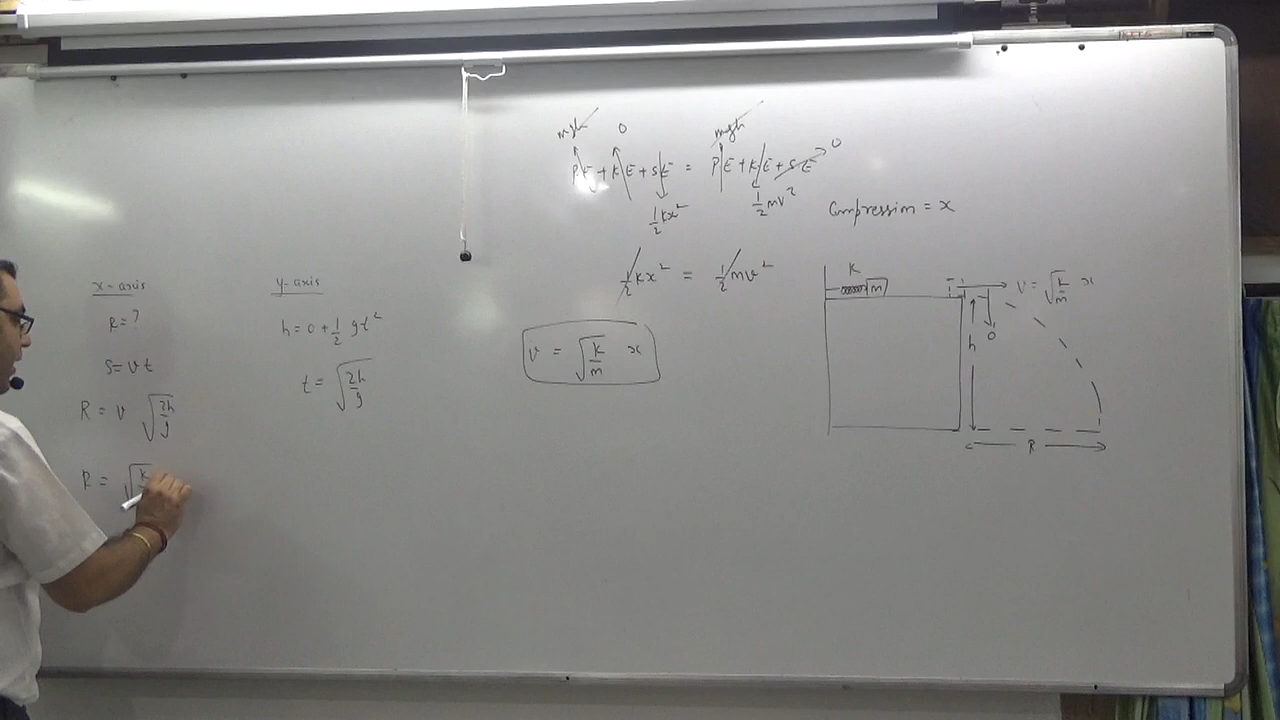 x-axis
R = ?
S = vt
R = v √(2h/g)
R = √(k
y-axis
h = 0 + 1/2 gt²
t = √(2h/g)
mgh 0 mgh 0
PE + KE + SE = PE + KE + SE
1/2 kx² 1/2 mv²
1/2 kx² = 1/2 mv²
v = √(k/m) x
Compression = x
K
m
V = √(k/m) x
h
0
R